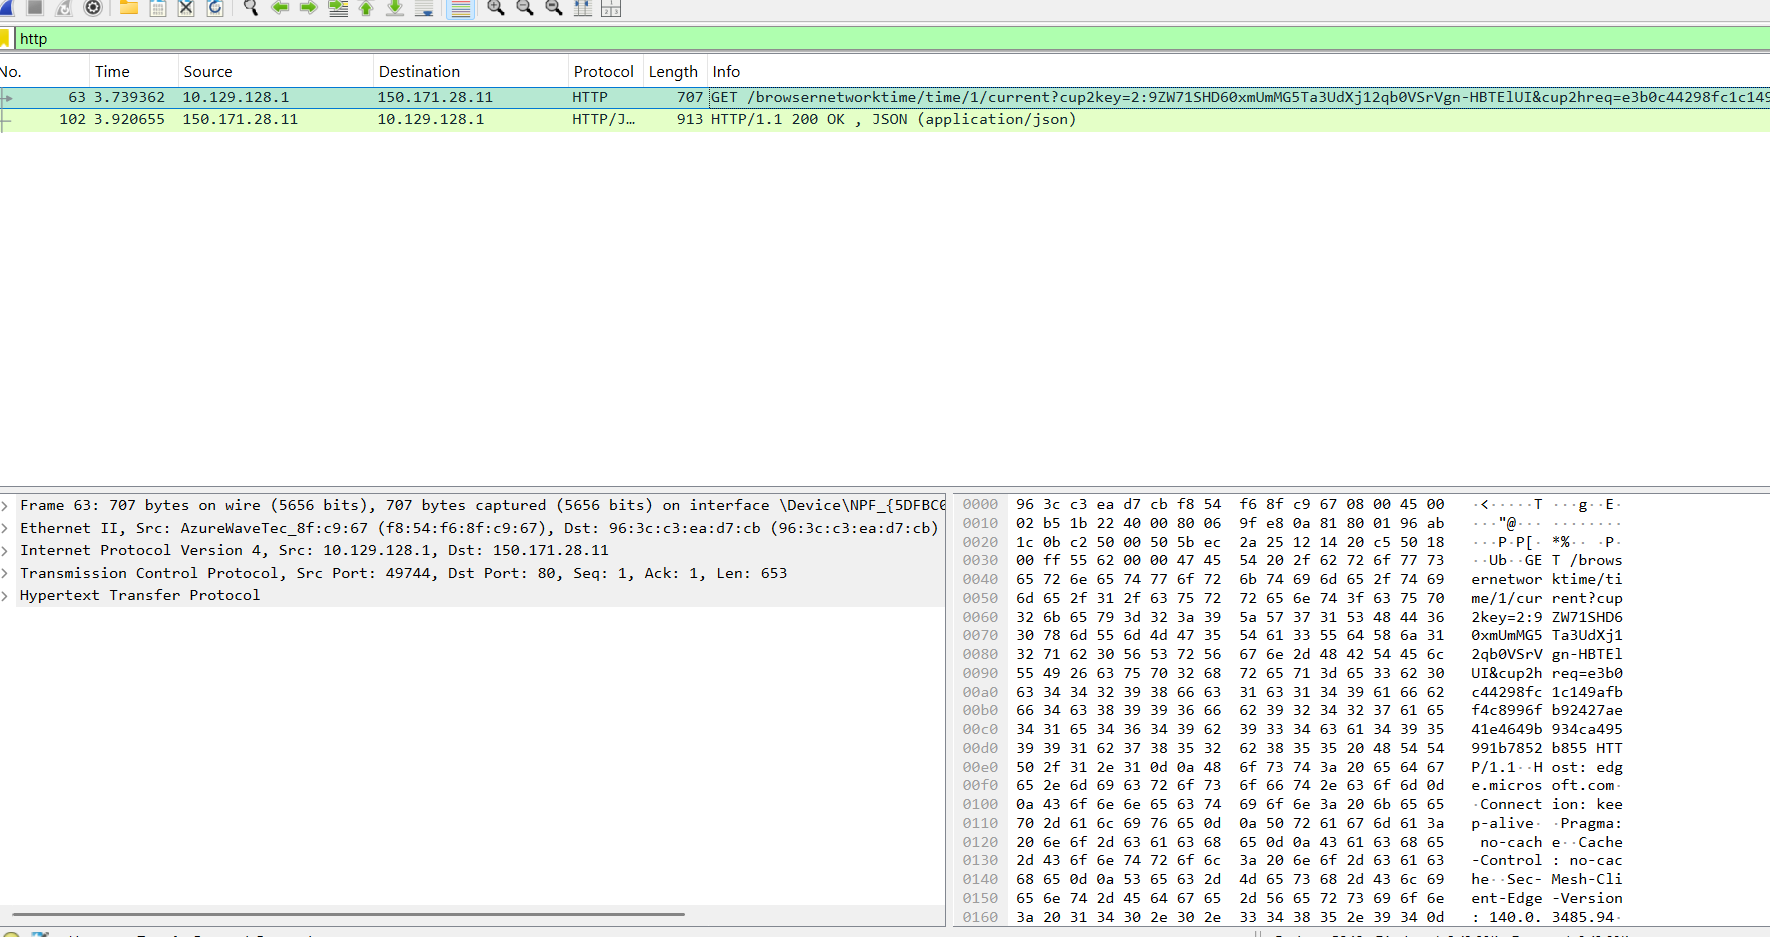 http
No. Time Source Destination Protocol Length Info
63 3.739362 10.129.128.1 150.171.28.11 HTTP 707 GET /browsernetworktime/time/1/current?cup2key=2:9ZW71SHD60xmUmMG5Ta3UdXj12qb0VSrVgn-HBTElUI&cup2hreq=e3b0c44298fc1c149
102 3.920655 150.171.28.11 10.129.128.1 HTTP/J… 913 HTTP/1.1 200 OK , JSON (application/json)
Frame 63: 707 bytes on wire (5656 bits), 707 bytes captured (5656 bits) on interface \Device\NPF_{5DFBC0
Ethernet II, Src: AzureWaveTec_8f:c9:67 (f8:54:f6:8f:c9:67), Dst: 96:3c:c3:ea:d7:cb (96:3c:c3:ea:d7:cb)
Internet Protocol Version 4, Src: 10.129.128.1, Dst: 150.171.28.11
Transmission Control Protocol, Src Port: 49744, Dst Port: 80, Seq: 1, Ack: 1, Len: 653
Hypertext Transfer Protocol
0000 96 3c c3 ea d7 cb f8 54 f6 8f c9 67 08 00 45 00 ·<·····T ···g··E·
0010 02 b5 1b 22 40 00 80 06 9f e8 0a 81 80 01 96 ab ···"@··· ········
0020 1c 0b c2 50 00 50 5b ec 2a 25 12 14 20 c5 50 18 ···P·P[· *%·· ·P·
0030 00 ff 55 62 00 00 47 45 54 20 2f 62 72 6f 77 73 ··Ub··GE T /brows
0040 65 72 6e 65 74 77 6f 72 6b 74 69 6d 65 2f 74 69 ernetwor ktime/ti
0050 6d 65 2f 31 2f 63 75 72 72 65 6e 74 3f 63 75 70 me/1/cur rent?cup
0060 32 6b 65 79 3d 32 3a 39 5a 57 37 31 53 48 44 36 2key=2:9 ZW71SHD6
0070 30 78 6d 55 6d 4d 47 35 54 61 33 55 64 58 6a 31 0xmUmMG5 Ta3UdXj1
0080 32 71 62 30 56 53 72 56 67 6e 2d 48 42 54 45 6c 2qb0VSrV gn-HBTEl
0090 55 49 26 63 75 70 32 68 72 65 71 3d 65 33 62 30 UI&cup2h req=e3b0
00a0 63 34 34 32 39 38 66 63 31 63 31 34 39 61 66 62 c44298fc 1c149afb
00b0 66 34 63 38 39 39 36 66 62 39 32 34 32 37 61 65 f4c8996f b92427ae
00c0 34 31 65 34 36 34 39 62 39 33 34 63 61 34 39 35 41e4649b 934ca495
00d0 39 39 31 62 37 38 35 32 62 38 35 35 20 48 54 54 991b7852 b855 HTT
00e0 50 2f 31 2e 31 0d 0a 48 6f 73 74 3a 20 65 64 67 P/1.1··H ost: edg
00f0 65 2e 6d 69 63 72 6f 73 6f 66 74 2e 63 6f 6d 0d e.micros oft.com·
0100 0a 43 6f 6e 6e 65 63 74 69 6f 6e 3a 20 6b 65 65 ·Connect ion: kee
0110 70 2d 61 6c 69 76 65 0d 0a 50 72 61 67 6d 61 3a p-alive· ·Pragma:
0120 20 6e 6f 2d 63 61 63 68 65 0d 0a 43 61 63 68 65 no-cach e··Cache
0130 2d 43 6f 6e 74 72 6f 6c 3a 20 6e 6f 2d 63 61 63 -Control : no-cac
0140 68 65 0d 0a 53 65 63 2d 4d 65 73 68 2d 43 6c 69 he··Sec- Mesh-Cli
0150 65 6e 74 2d 45 64 67 65 2d 56 65 72 73 69 6f 6e ent-Edge -Version
0160 3a 20 31 34 30 2e 30 2e 33 34 38 35 2e 39 34 0d : 140.0. 3485.94·